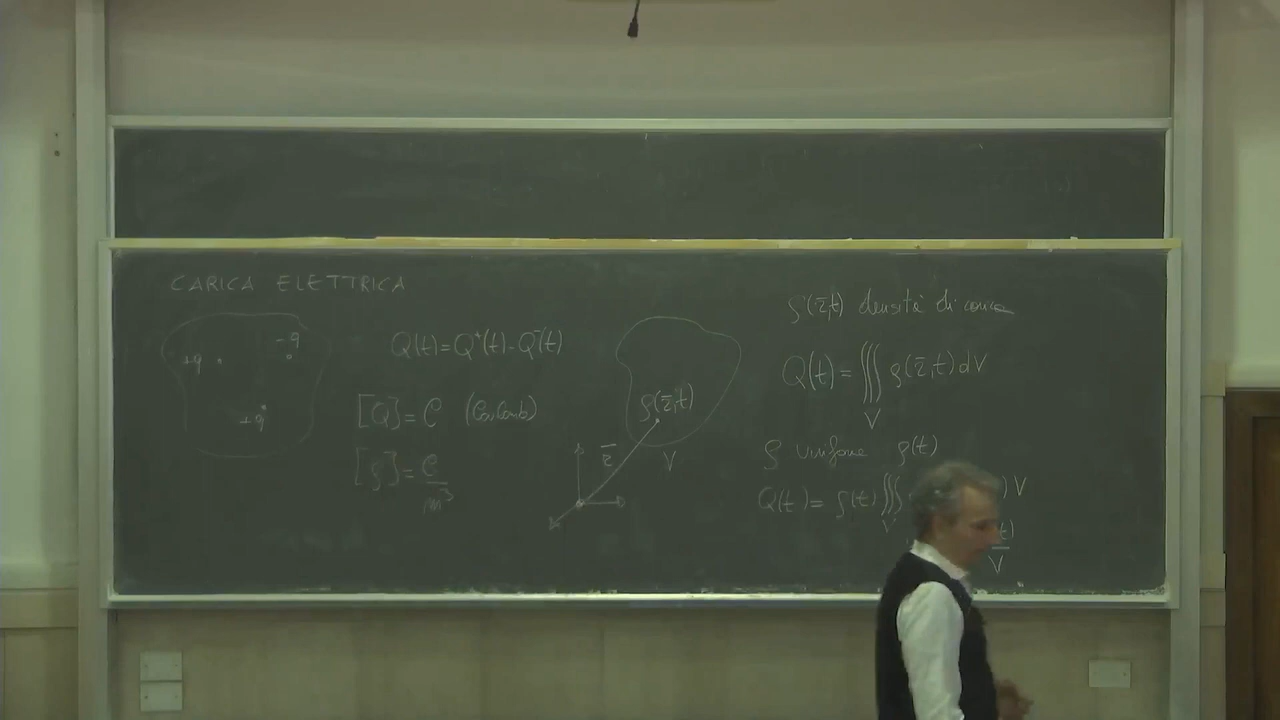 CARICA ELETTRICA
+q
-q
+q
Q(t)=Q⁺(t)-Q⁻(t)
[Q]=C (Coulomb)
[ρ]=C/m³
ρ(r̄,t)
r̄
V
ρ(r̄,t) densità di carica
Q(t)=∭ ρ(r̄,t) dV
V
ρ uniforme ρ(t)
Q(t)= ρ(t)∭ ) V
V
t)
V